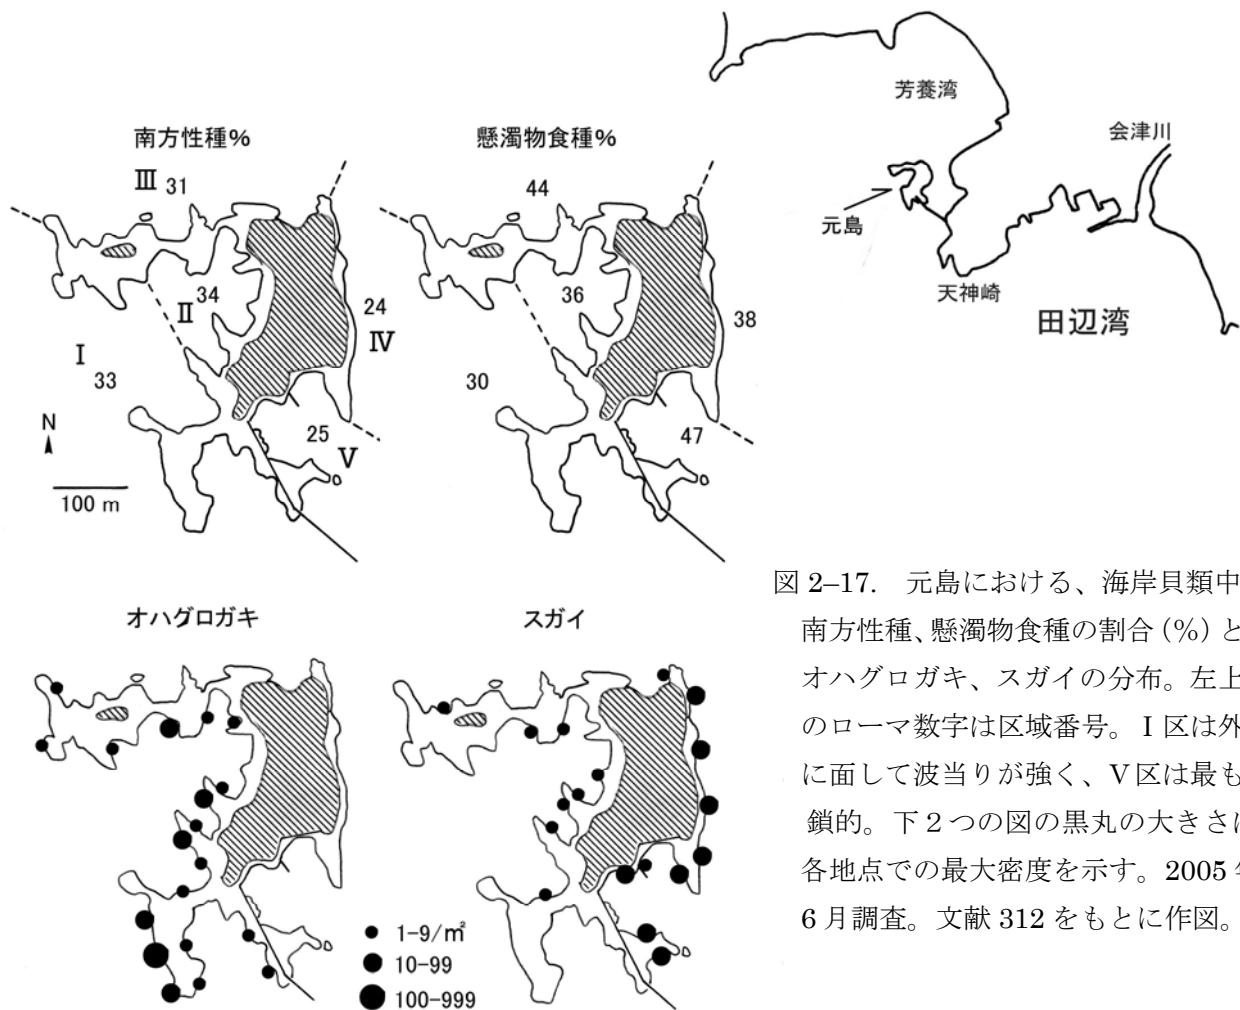 南方性種%
Ⅲ 31
34
Ⅱ
24
Ⅳ
Ⅰ
33
25
Ⅴ
N
100 m
懸濁物食種%
44
36
38
30
47
芳養湾
会津川
元島
天神崎
田辺湾
オハグロガキ
スガイ
1-9/㎡
10-99
100-999
図 2–17. 元島における、海岸貝類中
南方性種、懸濁物食種の割合 (%) と
オハグロガキ、スガイの分布。左上
のローマ数字は区域番号。Ⅰ区は外
に面して波当りが強く、Ⅴ区は最も
鎖的。下２つの図の黒丸の大きさ
各地点での最大密度を示す。2005
6 月調査。文献 312 をもとに作図。